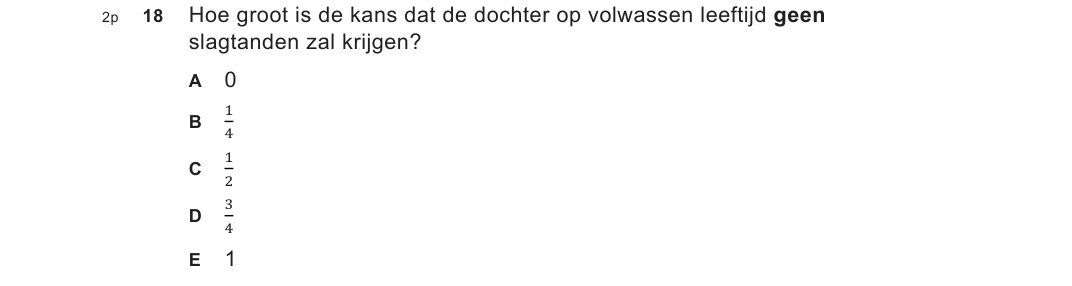 2p 18 Hoe groot is de kans dat de dochter op volwassen leeftijd geen
slagtanden zal krijgen?
A 0
B 1/4
C 1/2
D 3/4
E 1